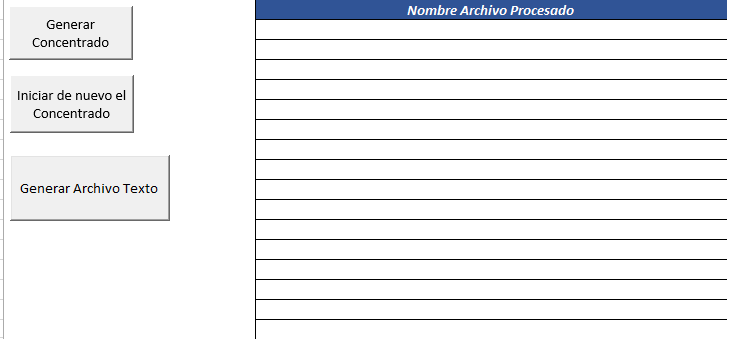 Nombre Archivo Procesado
Generar
Concentrado
Iniciar de nuevo el
Concentrado
Generar Archivo Texto